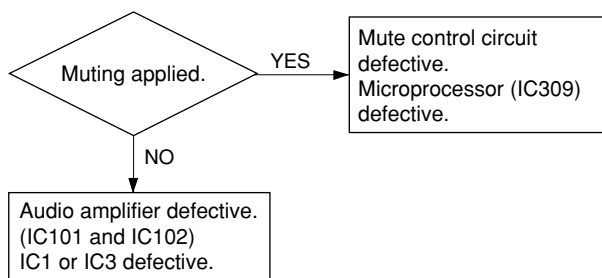 Muting applied.
YES
Mute control circuit
defective.
Microprocessor (IC309)
defective.
NO
Audio amplifier defective.
(IC101 and IC102)
IC1 or IC3 defective.